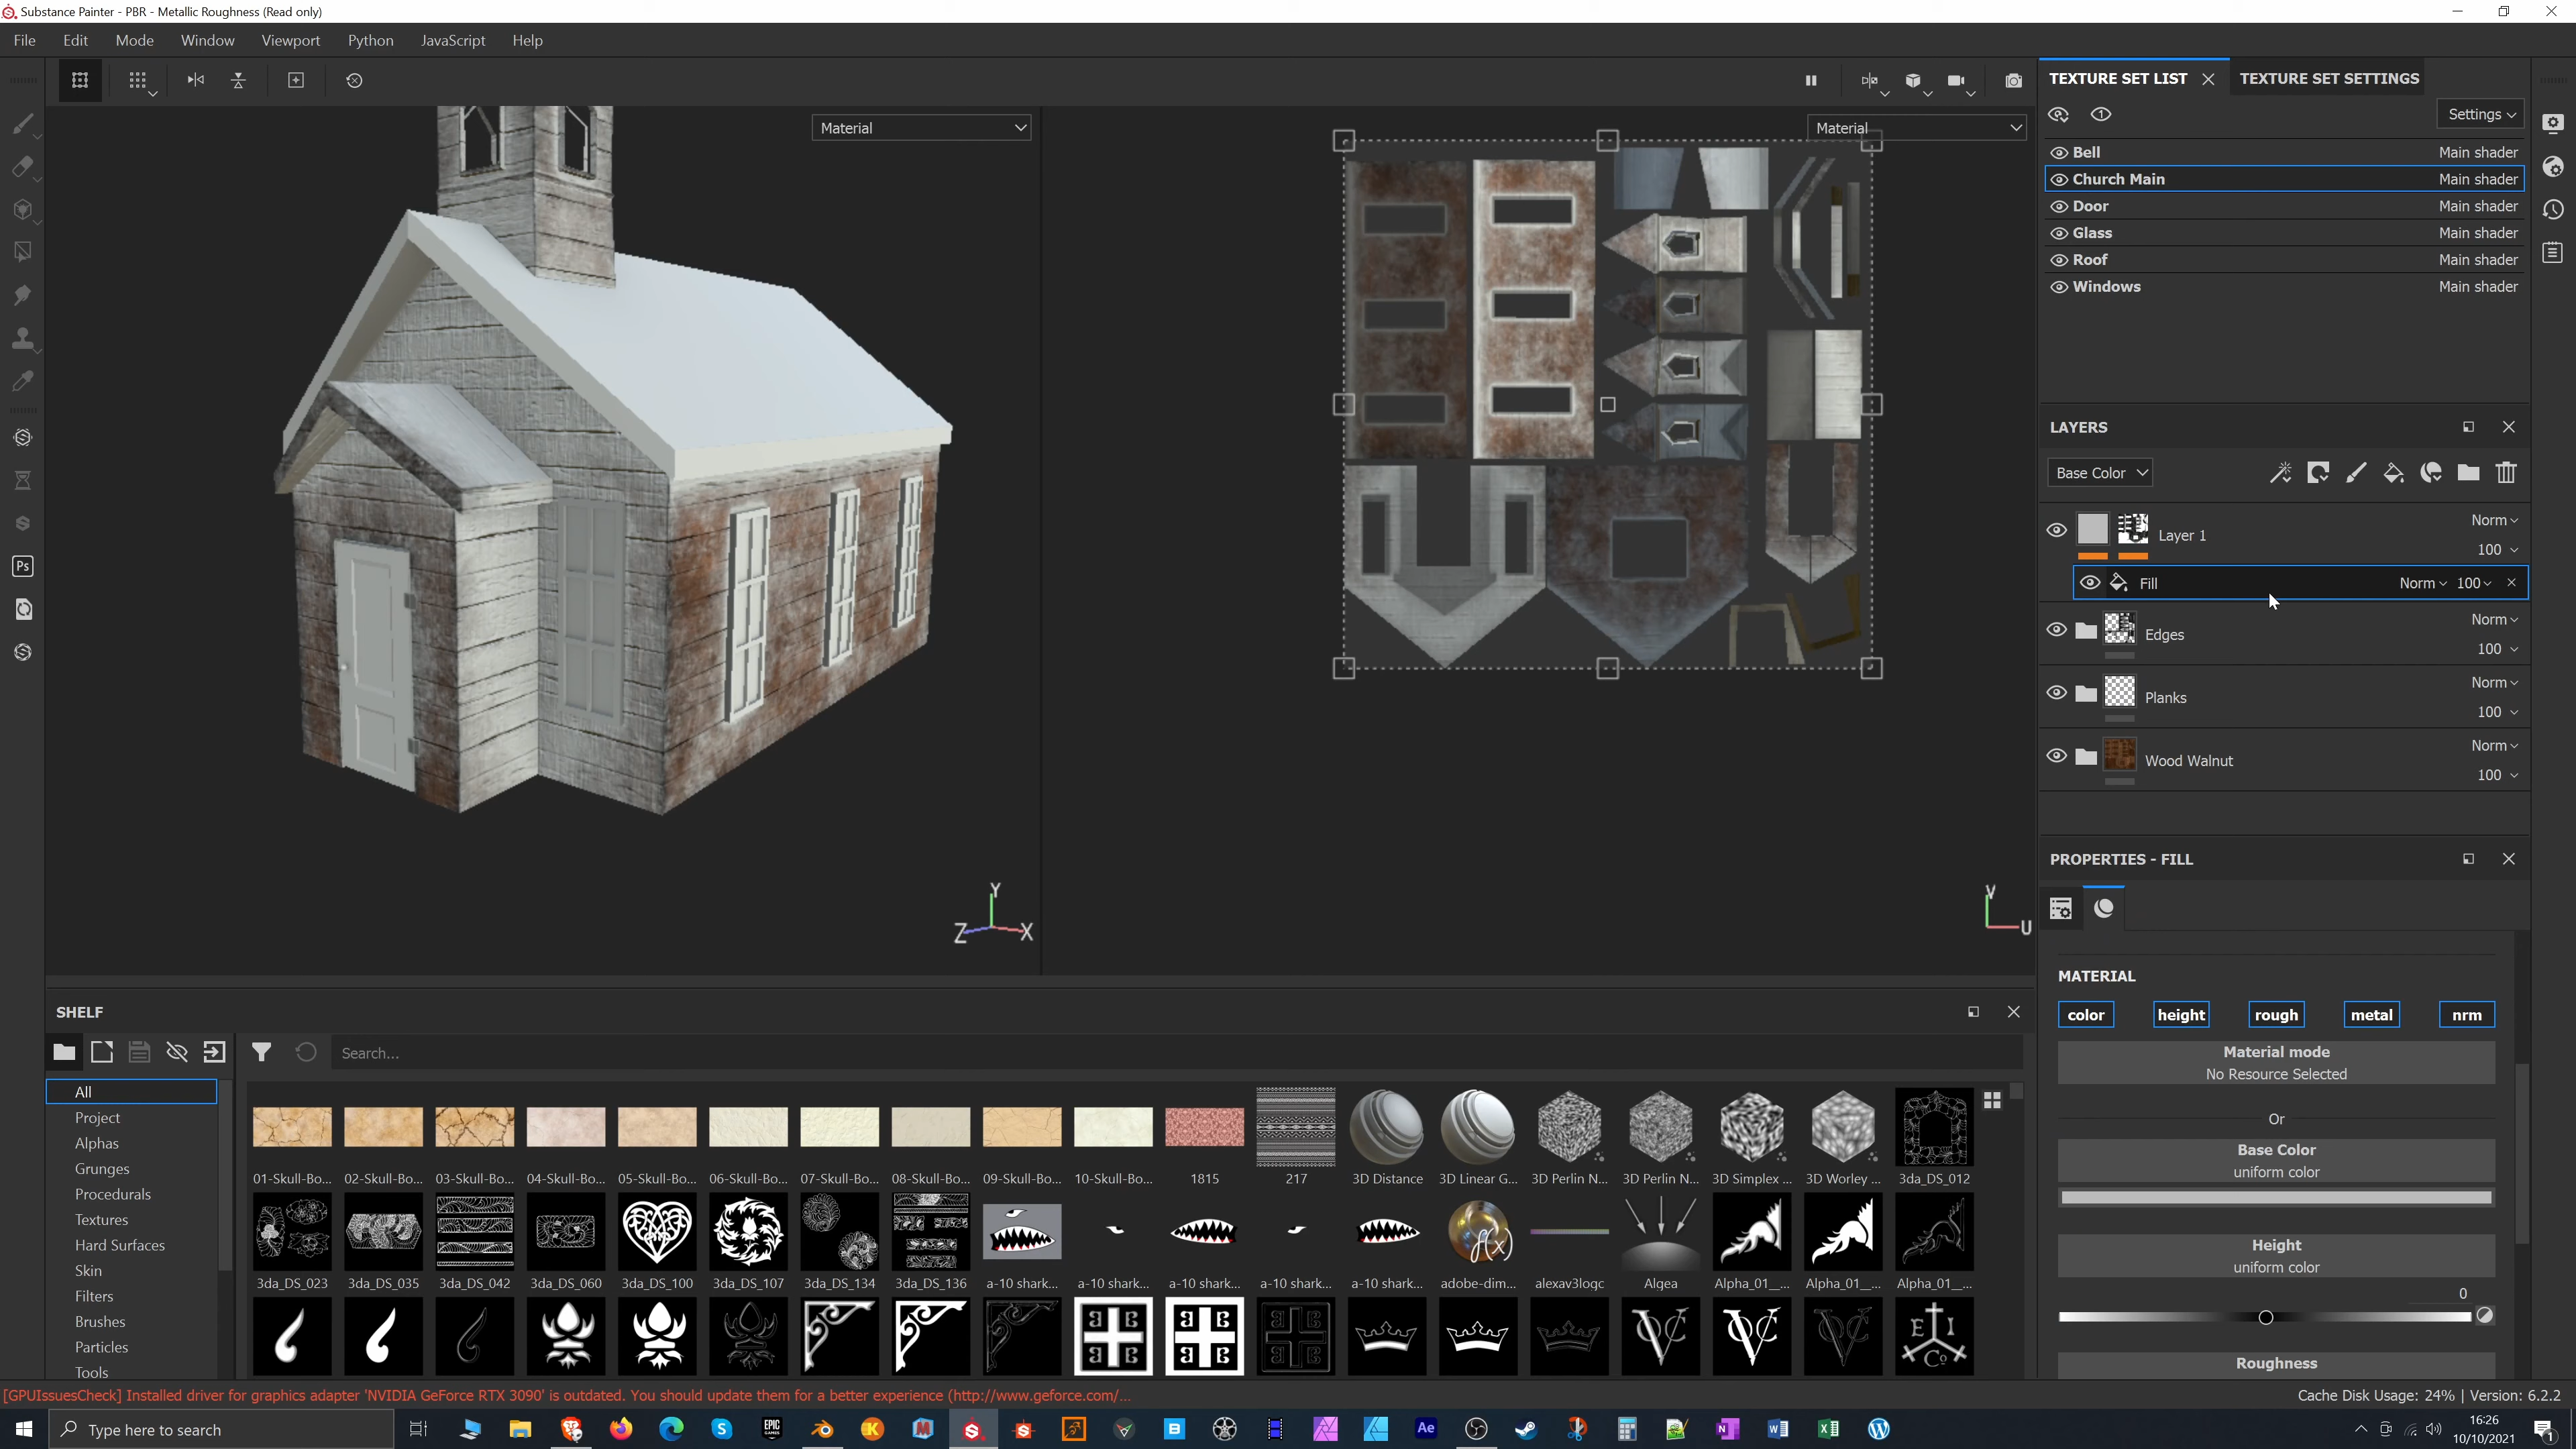 Substance Painter - PBR - Metallic Roughness (Read only)
File Edit Mode Window Viewport Python JavaScript Help
Material
Material
TEXTURE SET LIST
TEXTURE SET SETTINGS
Settings
Bell Main shader
Church Main Main shader
Door Main shader
Glass Main shader
Roof Main shader
Windows Main shader
LAYERS
Base Color
Layer 1 Norm 100
Fill Norm 100
Edges Norm 100
Planks Norm 100
Wood Walnut Norm 100
PROPERTIES - FILL
MATERIAL
color height rough metal nrm
Material mode
No Resource Selected
Or
Base Color
uniform color
Height
uniform color
0
Roughness
Y
Z X
V
U
Ps
SHELF
Search...
All
Project
Alphas
Grunges
Procedurals
Textures
Hard Surfaces
Skin
Filters
Brushes
Particles
Tools
01-Skull-Bo... 02-Skull-Bo... 03-Skull-Bo... 04-Skull-Bo... 05-Skull-Bo... 06-Skull-Bo... 07-Skull-Bo... 08-Skull-Bo... 09-Skull-Bo... 10-Skull-Bo... 1815 217 3D Distance 3D Linear G... 3D Perlin N... 3D Perlin N... 3D Simplex ... 3D Worley ... 3da_DS_012
3da_DS_023 3da_DS_035 3da_DS_042 3da_DS_060 3da_DS_100 3da_DS_107 3da_DS_134 3da_DS_136 a-10 shark... a-10 shark... a-10 shark... a-10 shark... a-10 shark... adobe-dim... alexav3logc Algea Alpha_01_... Alpha_01_... Alpha_01_...
[GPUIssuesCheck] Installed driver for graphics adapter 'NVIDIA GeForce RTX 3090' is outdated. You should update them for a better experience (http://www.geforce.com/...
Cache Disk Usage: 24% | Version: 6.2.2
Type here to search
16:26
10/10/2021